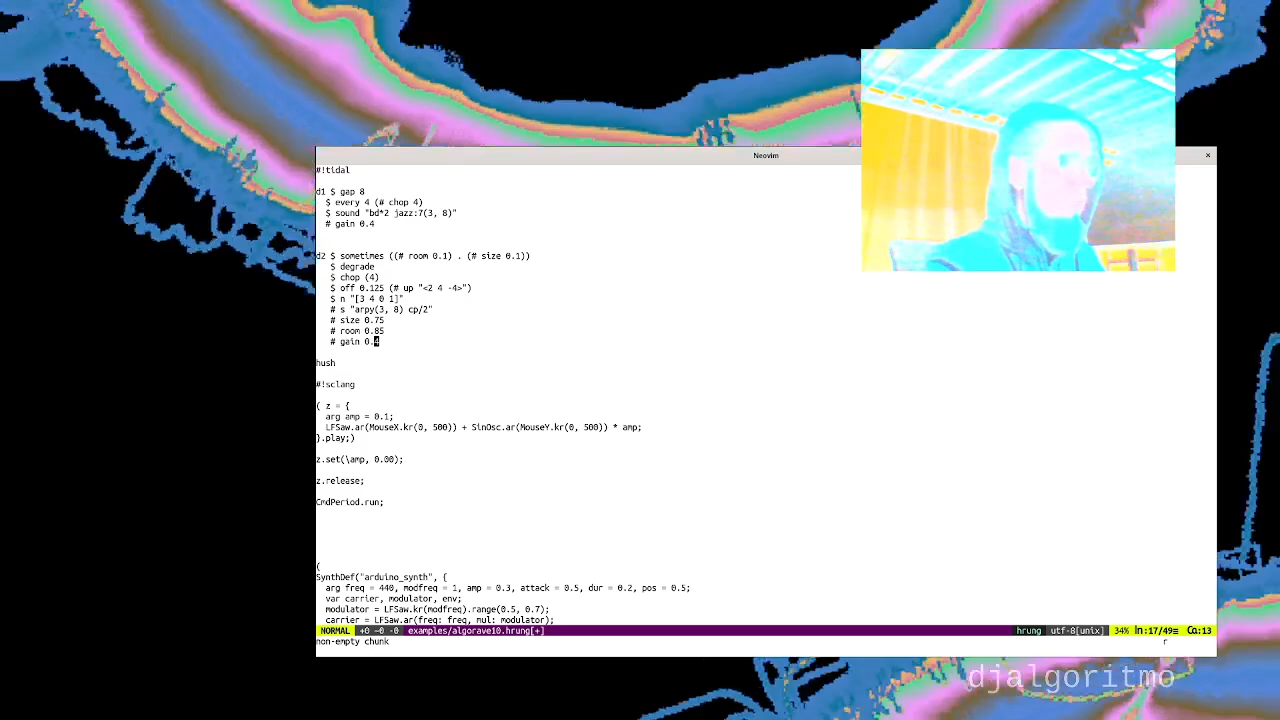 Neovim ×
#!tidal
d1 $ gap 8
$ every 4 (# chop 4)
$ sound "bd*2 jazz:7(3, 8)"
# gain 0.4
d2 $ sometimes ((# room 0.1) . (# size 0.1))
$ degrade
$ chop (4)
$ off 0.125 (# up "<2 4 -4>")
$ n "[3 4 0 1]"
# s "arpy(3, 8) cp/2"
# size 0.75
# room 0.85
# gain 0.4
hush
#!sclang
( z = {
arg amp = 0.1;
LFSaw.ar(MouseX.kr(0, 500)) + SinOsc.ar(MouseY.kr(0, 500)) * amp;
}.play;)
z.set(\amp, 0.00);
z.release;
CmdPeriod.run;
(
SynthDef("arduino_synth", {
arg freq = 440, modfreq = 1, amp = 0.3, attack = 0.5, dur = 0.2, pos = 0.5;
var carrier, modulator, env;
modulator = LFSaw.kr(modfreq).range(0.5, 0.7);
carrier = LFSaw.ar(freq: freq, mul: modulator);
NORMAL +0 ~0 -0 examples/algorave10.hrung[+] hrung utf-8[unix] 34% ln:17/49≡ ㏇:13
non-empty chunk r
djalgoritmo